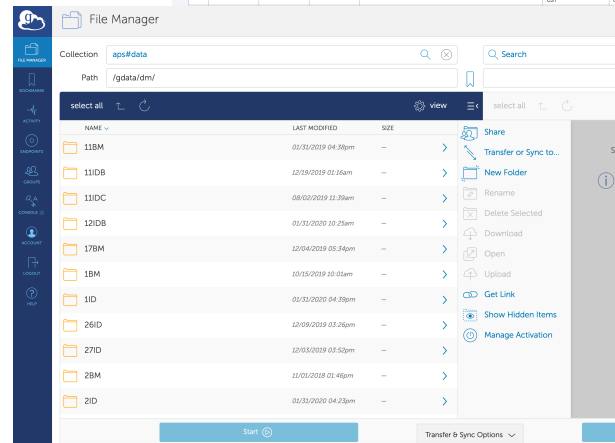 File Manager
FILE MANAGER
BOOKMARKS
ACTIVITY
ENDPOINTS
GROUPS
CONSOLE
ACCOUNT
LOGOUT
HELP
Collection aps#data
Path /gdata/dm/
Search
select all view select all
NAME LAST MODIFIED SIZE
11BM 01/31/2019 04:38pm –
11IDB 12/19/2019 01:16am –
11IDC 08/02/2019 11:39am –
12IDB 01/31/2020 10:25am –
17BM 12/04/2019 05:34pm –
1BM 10/15/2019 10:01am –
1ID 01/31/2020 04:39pm –
26ID 12/09/2019 03:26pm –
27ID 12/03/2019 03:52pm –
2BM 11/01/2018 01:46pm –
2ID 01/31/2020 04:23pm –
Share
Transfer or Sync to...
New Folder
Rename
Delete Selected
Download
Open
Upload
Get Link
Show Hidden Items
Manage Activation
Start
Transfer & Sync Options